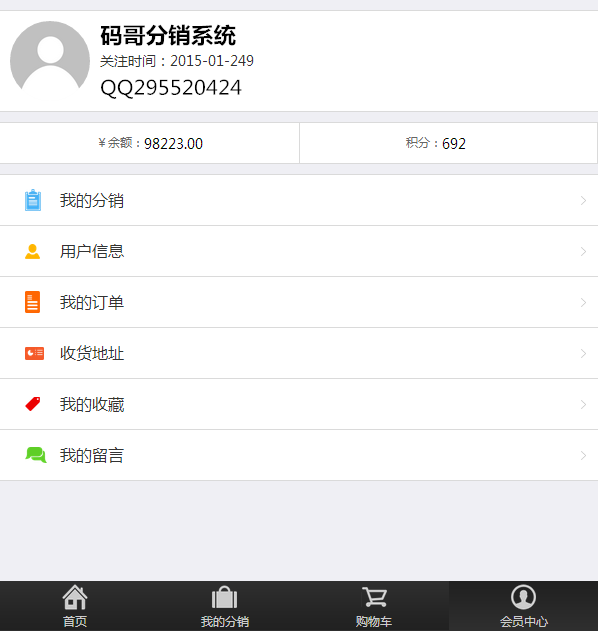 码哥分销系统
关注时间：2015-01-249
QQ295520424
￥余额：98223.00 积分：692
我的分销
用户信息
我的订单
收货地址
我的收藏
我的留言
首页 我的分销 购物车 会员中心